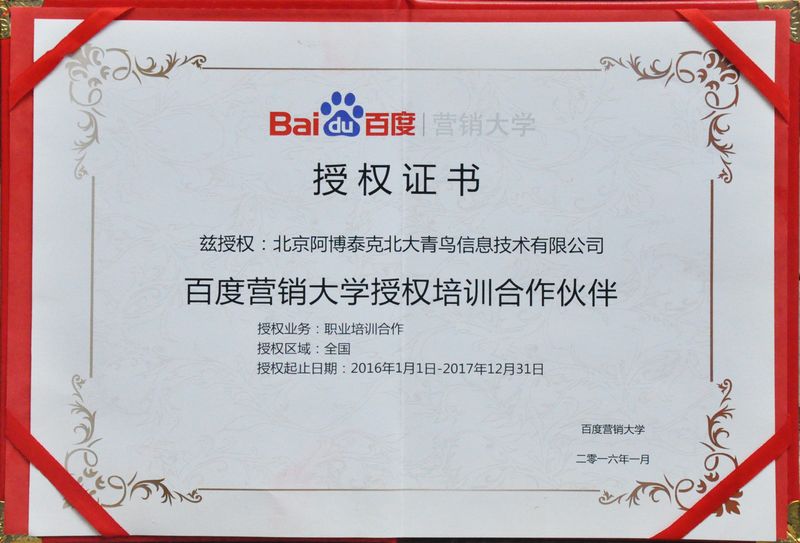 Bai du 百度 | 营销大学
授权证书
兹授权：北京阿博泰克北大青鸟信息技术有限公司
百度营销大学授权培训合作伙伴
授权业务：职业培训合作
授权区域：全国
授权起止日期：2016年1月1日-2017年12月31日
百度营销大学
二零一六年一月